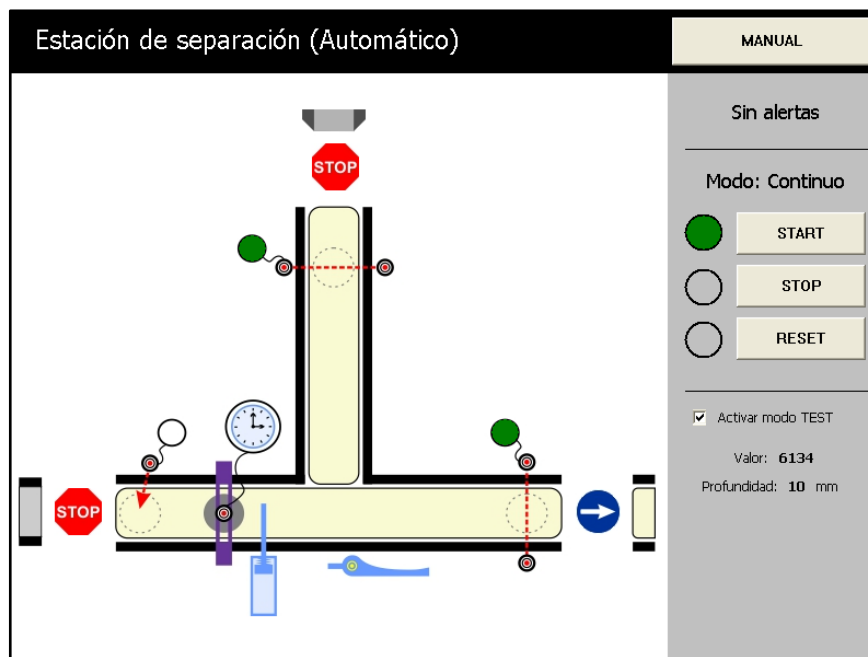 Estación de separación (Automático)
MANUAL
Sin alertas
STOP
Modo: Continuo
START
STOP
RESET
Activar modo TEST
Valor: 6134
Profundidad: 10 mm
STOP